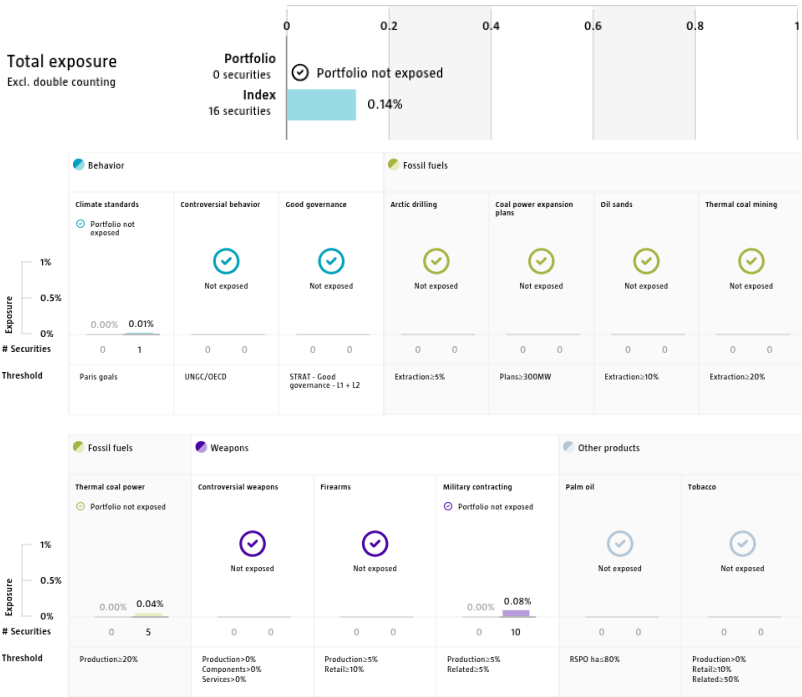 0 0.2 0.4 0.6 0.8 1
Total exposure
Excl. double counting
Portfolio
0 securities
Portfolio not exposed
Index
16 securities
0.14%
Behavior
Fossil fuels
Climate standards
Controversial behavior
Good governance
Arctic drilling
Coal power expansion
plans
Oil sands
Thermal coal mining
Portfolio not
exposed
Not exposed
Not exposed
Not exposed
Not exposed
Not exposed
Not exposed
Exposure
1%
0.5%
0%
0.00% 0.01%
# Securities 0 1 0 0 0 0 0 0 0 0 0 0 0 0
Threshold
Paris goals
UNGC/OECD
STRAT - Good
governance - L1 + L2
Extraction≥5%
Plans≥300MW
Extraction≥10%
Extraction≥20%
Fossil fuels
Weapons
Other products
Thermal coal power
Controversial weapons
Firearms
Military contracting
Palm oil
Tobacco
Portfolio not exposed
Not exposed
Not exposed
Portfolio not exposed
Not exposed
Not exposed
Exposure
1%
0.5%
0%
0.00% 0.04%
0.00% 0.08%
# Securities 0 5 0 0 0 0 0 10 0 0 0 0
Threshold
Production≥20%
Production>0%
Components>0%
Services>0%
Production≥5%
Retail≥10%
Production≥5%
Related≥5%
RSPO ha≤80%
Production>0%
Retail≥10%
Related≥50%